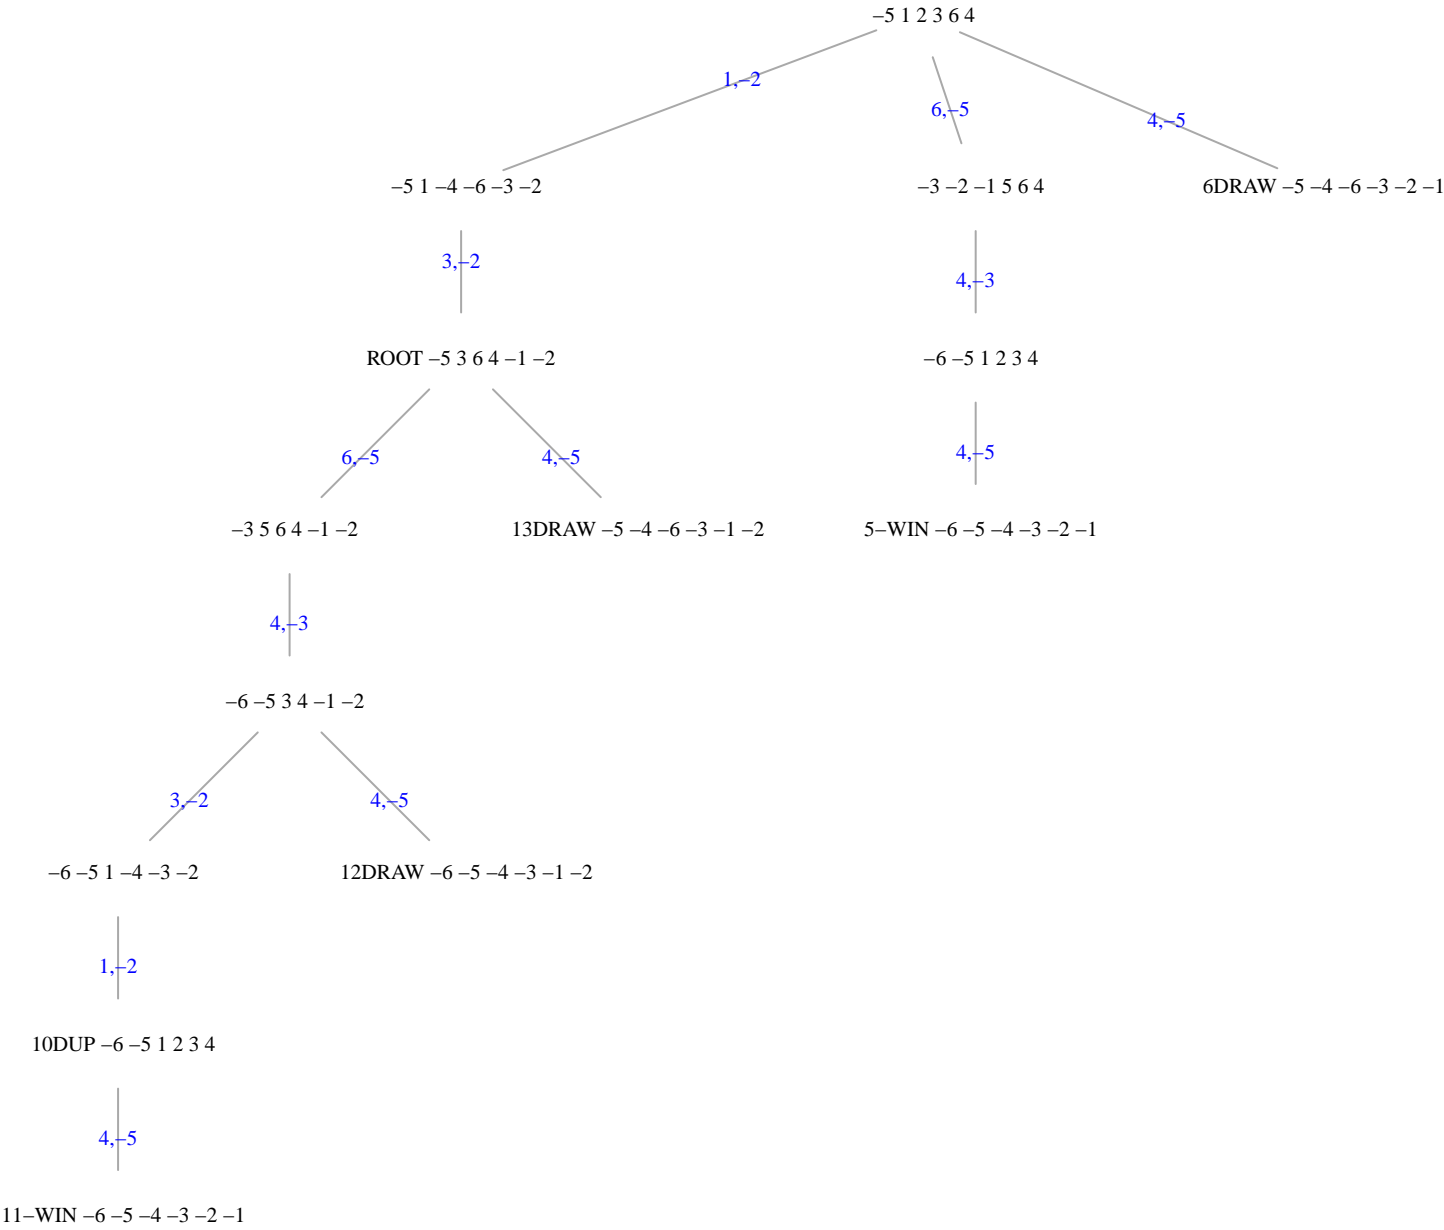 –5 1 2 3 6 4
1,–2
6,–5
4,–5
–5 1 –4 –6 –3 –2
–3 –2 –1 5 6 4
6DRAW –5 –4 –6 –3 –2 –1
3,–2
4,–3
ROOT –5 3 6 4 –1 –2
–6 –5 1 2 3 4
6,–5
4,–5
4,–5
–3 5 6 4 –1 –2
13DRAW –5 –4 –6 –3 –1 –2
5–WIN –6 –5 –4 –3 –2 –1
4,–3
–6 –5 3 4 –1 –2
3,–2
4,–5
–6 –5 1 –4 –3 –2
12DRAW –6 –5 –4 –3 –1 –2
1,–2
10DUP –6 –5 1 2 3 4
4,–5
11–WIN –6 –5 –4 –3 –2 –1